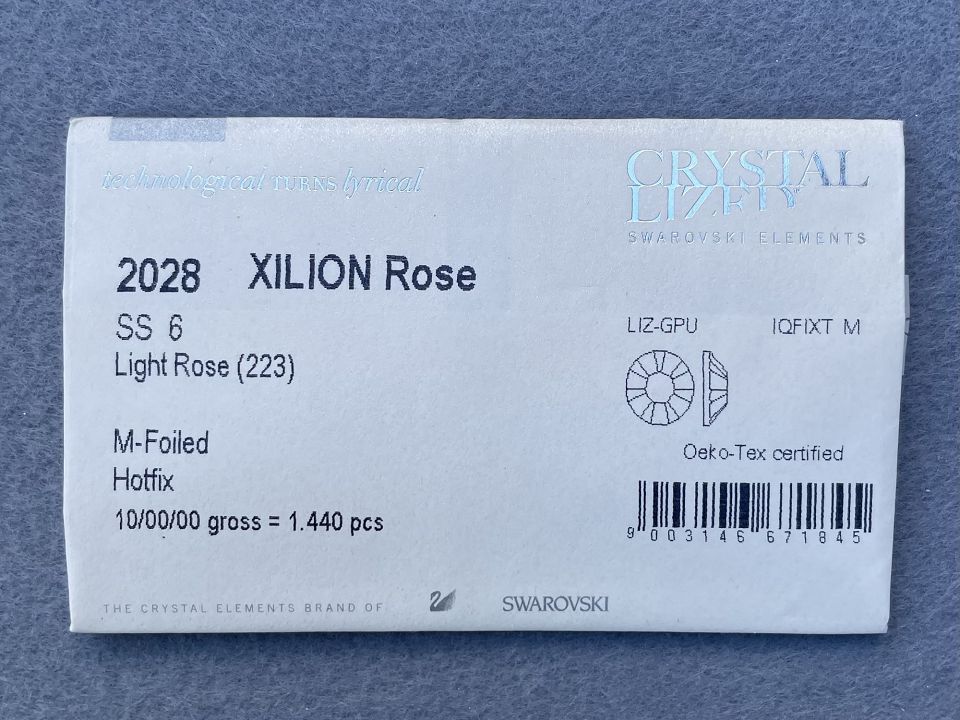 technological TURNS lyrical
CRYSTAL
LIZED
SWAROVSKI ELEMENTS
2028 XILION Rose
SS 6
Light Rose (223)
LIZ-GPU IQFIXT M
M-Foiled
Hotfix
10/00/00 gross = 1.440 pcs
Oeko-Tex certified
9 003146 671845
THE CRYSTAL ELEMENTS BRAND OF SWAROVSKI